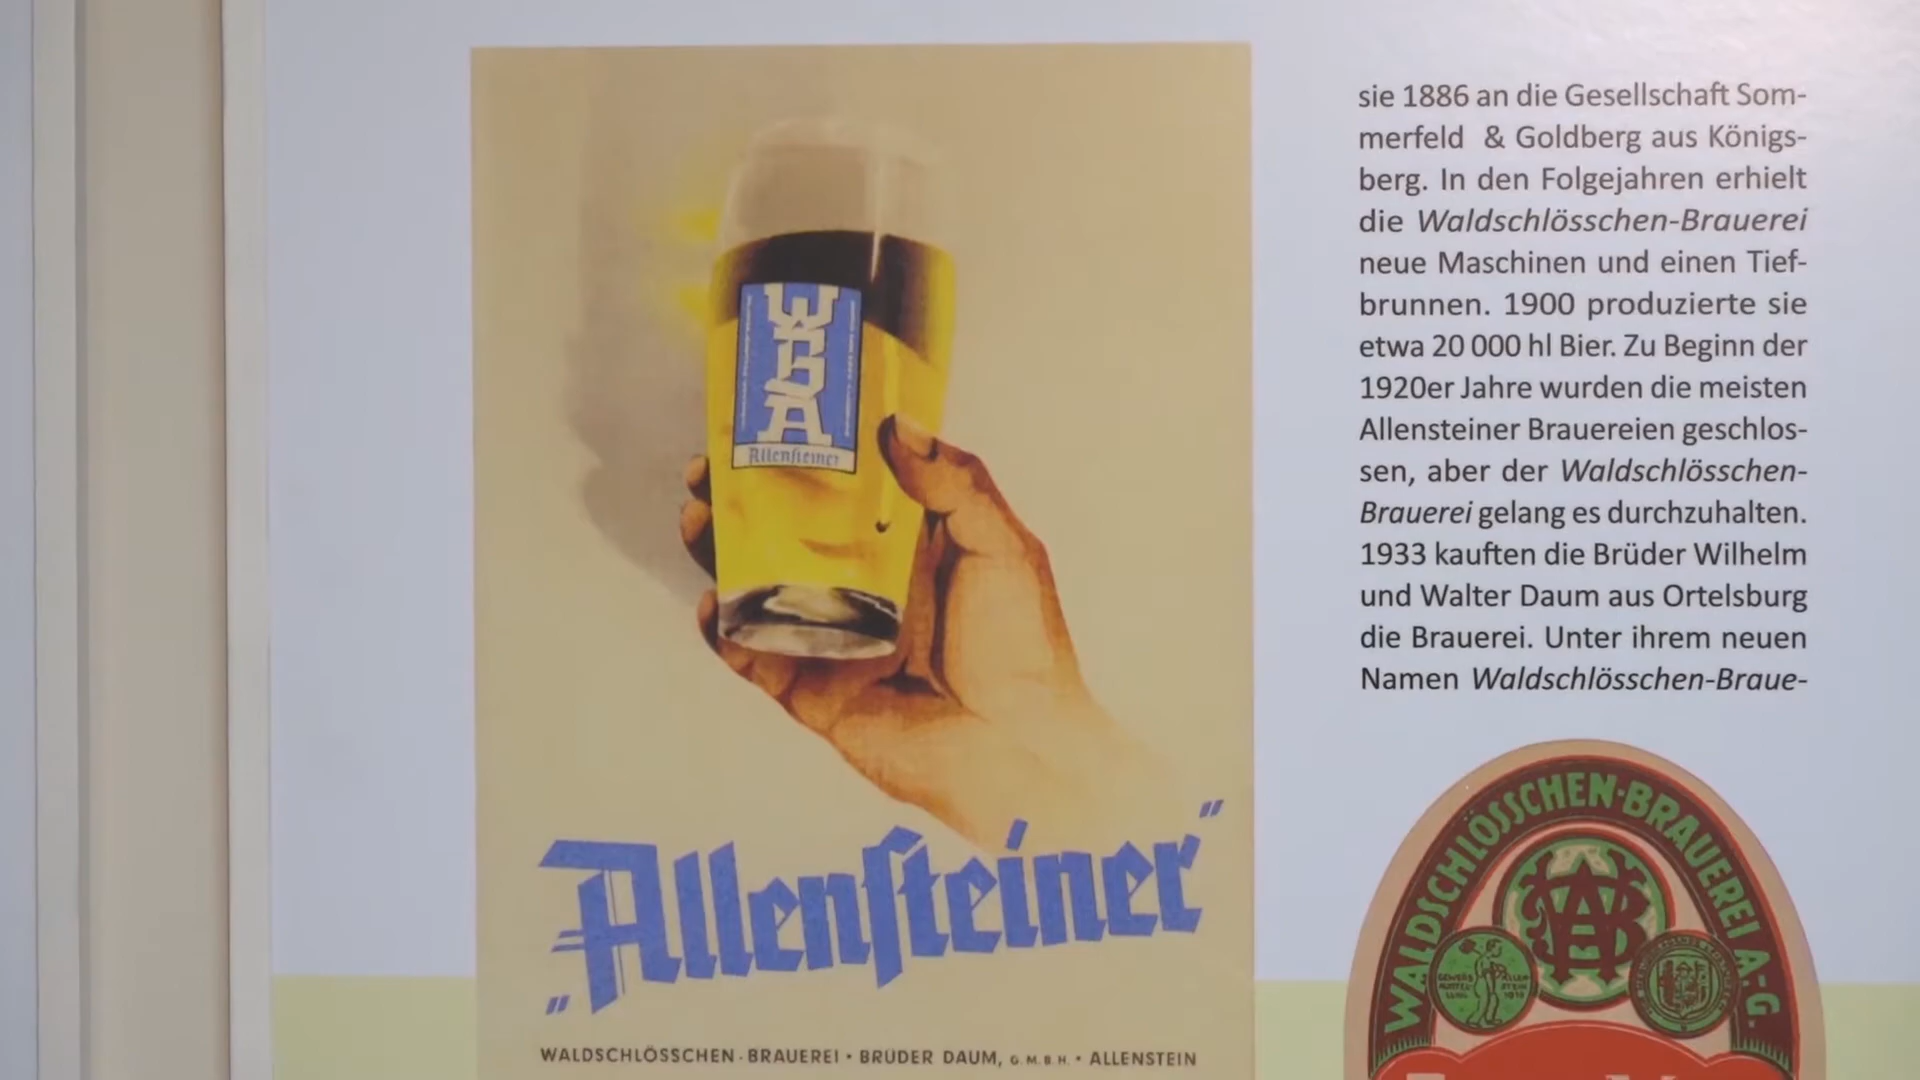 WBA
Allensteiner
„Allensteiner“
WALDSCHLÖSSCHEN-BRAUEREI • BRÜDER DAUM, G.M.B.H. • ALLENSTEIN
sie 1886 an die Gesellschaft Som-
merfeld & Goldberg aus Königs-
berg. In den Folgejahren erhielt
die Waldschlösschen-Brauerei
neue Maschinen und einen Tief-
brunnen. 1900 produzierte sie
etwa 20 000 hl Bier. Zu Beginn der
1920er Jahre wurden die meisten
Allensteiner Brauereien geschlos-
sen, aber der Waldschlösschen-
Brauerei gelang es durchzuhalten.
1933 kauften die Brüder Wilhelm
und Walter Daum aus Ortelsburg
die Brauerei. Unter ihrem neuen
Namen Waldschlösschen-Braue-
WALDSCHLÖSSCHEN-BRAUEREI A.-G.